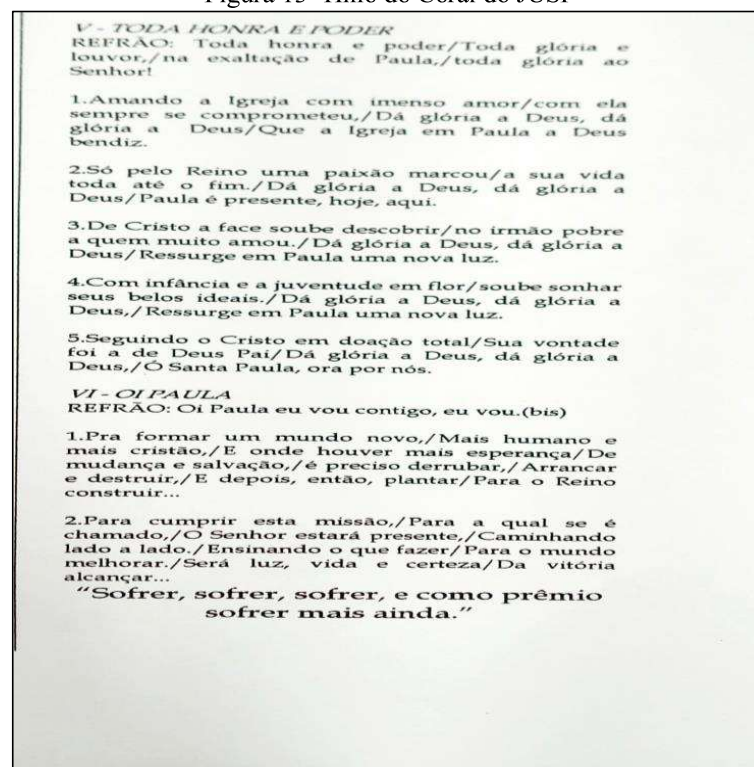 V - TODA HONRA E PODER
REFRÃO: Toda honra e poder/Toda glória e
louvor,/na exaltação de Paula,/toda glória ao
Senhor!
1.Amando a Igreja com imenso amor/com ela
sempre se comprometeu,/Dá glória a Deus, dá
glória a Deus/Que a Igreja em Paula a Deus
bendiz.
2.Só pelo Reino uma paixão marcou/a sua vida
toda até o fim./Dá glória a Deus, dá glória a
Deus/Paula é presente, hoje, aqui.
3.De Cristo a face soube descobrir/no irmão pobre
a quem muito amou./Dá glória a Deus, dá glória a
Deus/Ressurge em Paula uma nova luz.
4.Com infância e a juventude em flor/soube sonhar
seus belos ideais./Dá glória a Deus, dá glória a
Deus,/Ressurge em Paula uma nova luz.
5.Seguindo o Cristo em doação total/Sua vontade
foi a de Deus Pai/Dá glória a Deus, dá glória a
Deus,/Ó Santa Paula, ora por nós.
VI - OI PAULA
REFRÃO: Oi Paula eu vou contigo, eu vou.(bis)
1.Pra formar um mundo novo,/Mais humano e
mais cristão,/E onde houver mais esperança/De
mudança e salvação,/é preciso derrubar,/Arrancar
e destruir,/E depois, então, plantar/Para o Reino
construir...
2.Para cumprir esta missão,/Para a qual se é
chamado,/O Senhor estará presente,/Caminhando
lado a lado./Ensinando o que fazer/Para o mundo
melhorar./Será luz, vida e certeza/Da vitória
alcançar...
"Sofrer, sofrer, sofrer, e como prêmio
sofrer mais ainda."